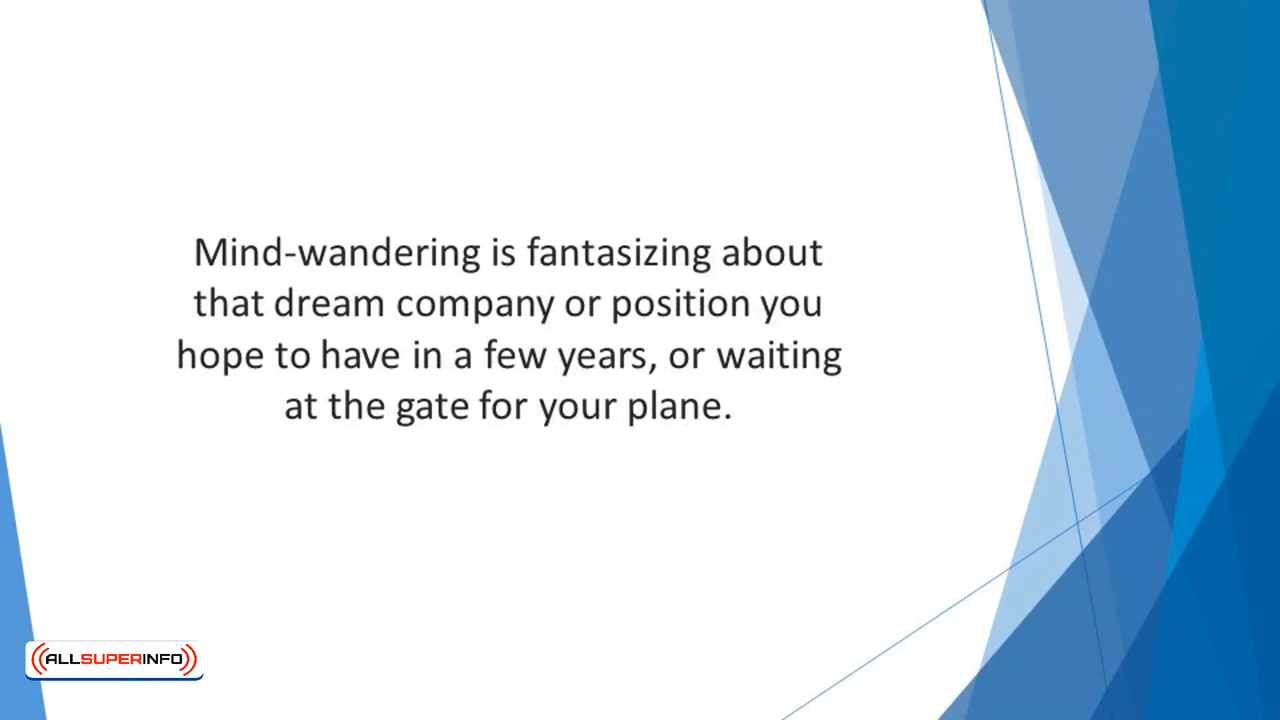 Mind-wandering is fantasizing about
that dream company or position you
hope to have in a few years, or waiting
at the gate for your plane.
ALLSUPERINFO